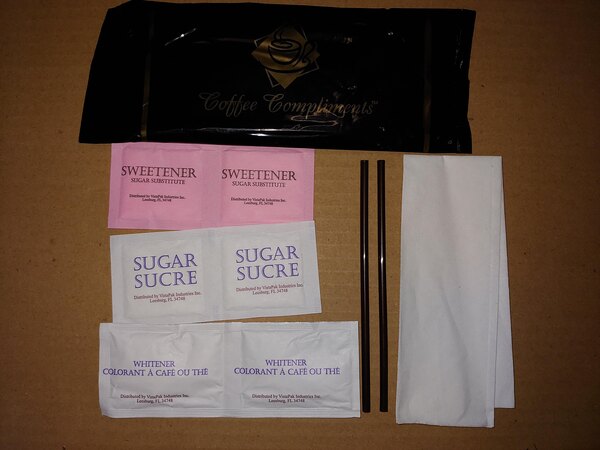 Coffee Compliments™
SWEETENER
SUGAR SUBSTITUTE
Distributed by VistaPak Industries Inc.
Leesburg, FL 34748
SWEETENER
SUGAR SUBSTITUTE
Distributed by VistaPak Industries Inc.
Leesburg, FL 34748
SUGAR
SUCRE
Distributed by VistaPak Industries Inc.
Leesburg, FL 34748
SUGAR
SUCRE
Distributed by VistaPak Industries Inc.
Leesburg, FL 34748
WHITENER
COLORANT À CAFÉ OU THÉ
Distributed by VistaPak Industries Inc.
Leesburg, FL 34748
WHITENER
COLORANT À CAFÉ OU THÉ
Distributed by VistaPak Industries Inc.
Leesburg, FL 34748